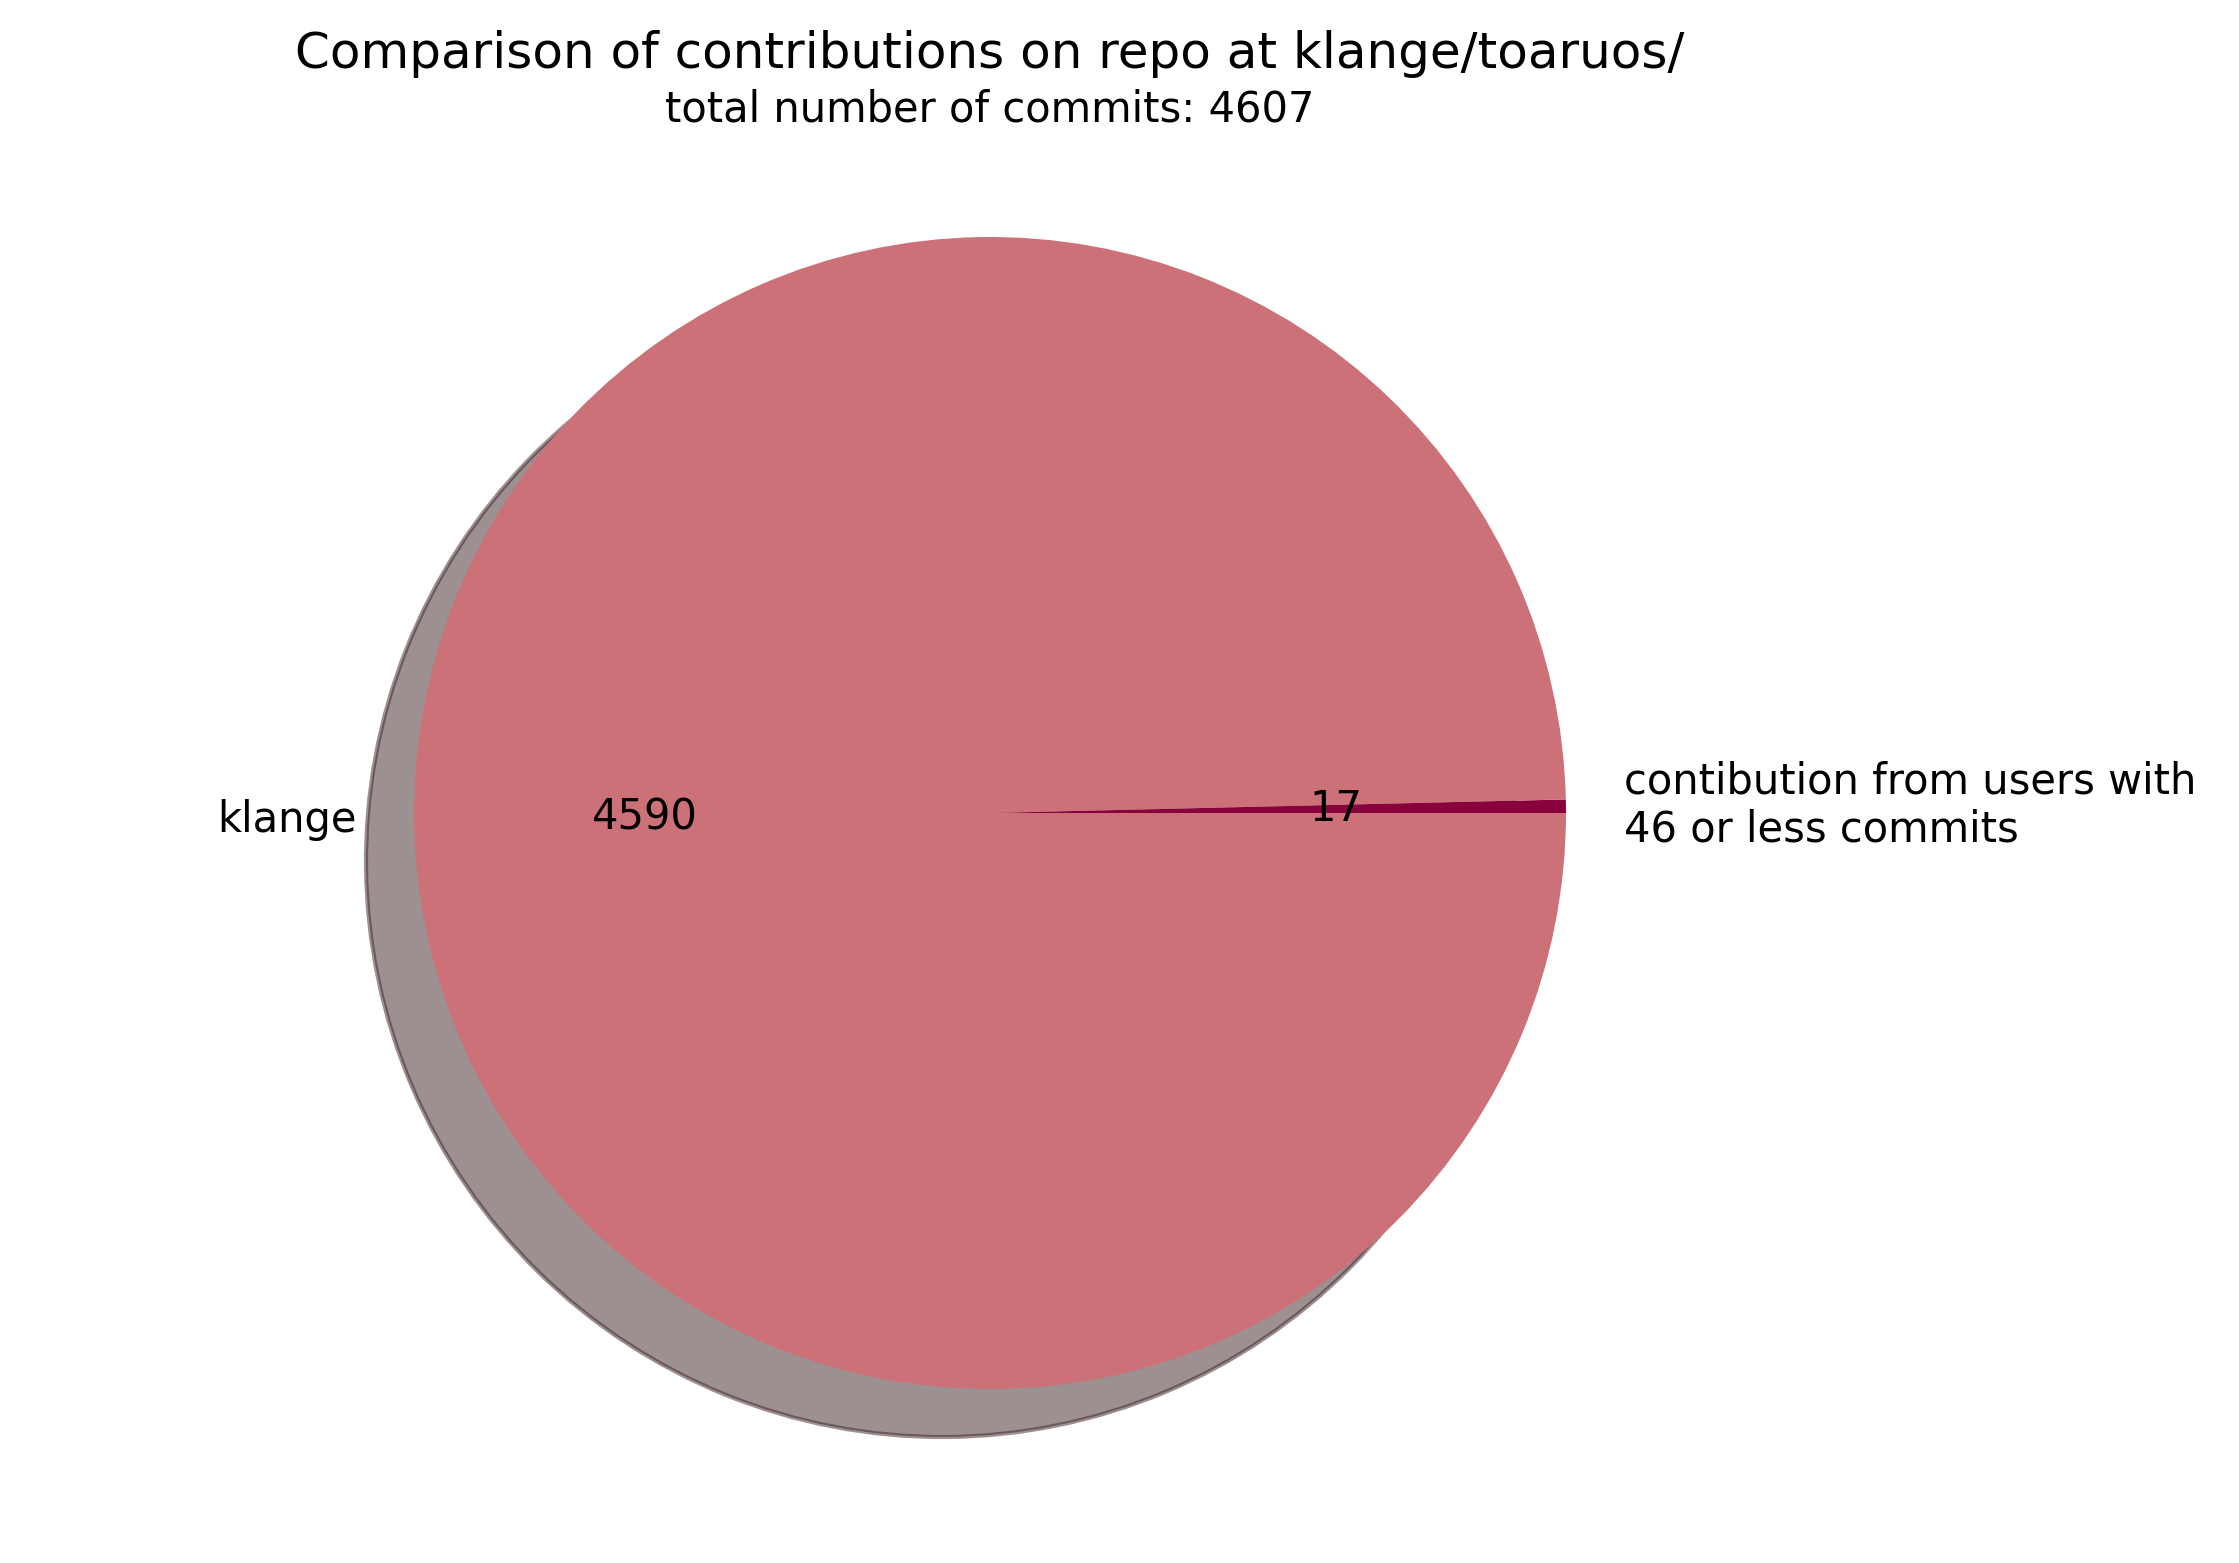 Comparison of contributions on repo at klange/toaruos/
total number of commits: 4607
klange
4590
17
contibution from users with
46 or less commits